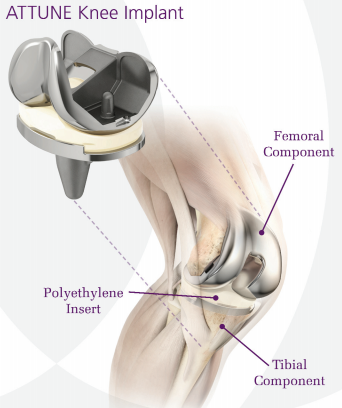 ATTUNE Knee Implant
Femoral
Component
Polyethylene
Insert
Tibial
Component